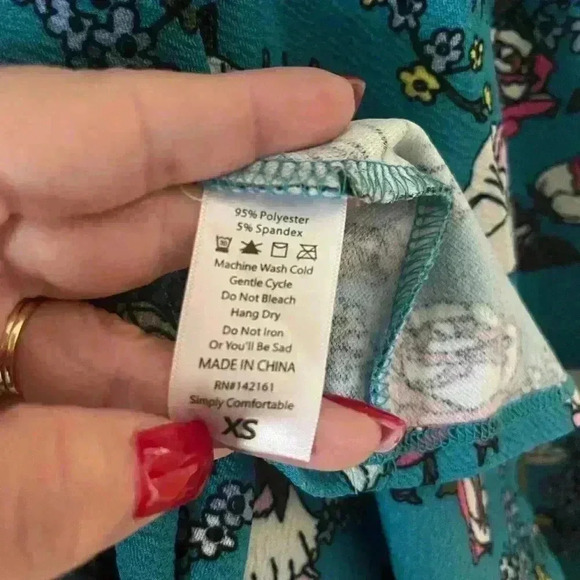 95% Polyester
5% Spandex
Machine Wash Cold
Gentle Cycle
Do Not Bleach
Hang Dry
Do Not Iron
Or You'll Be Sad
MADE IN CHINA
RN#142161
Simply Comfortable
XS